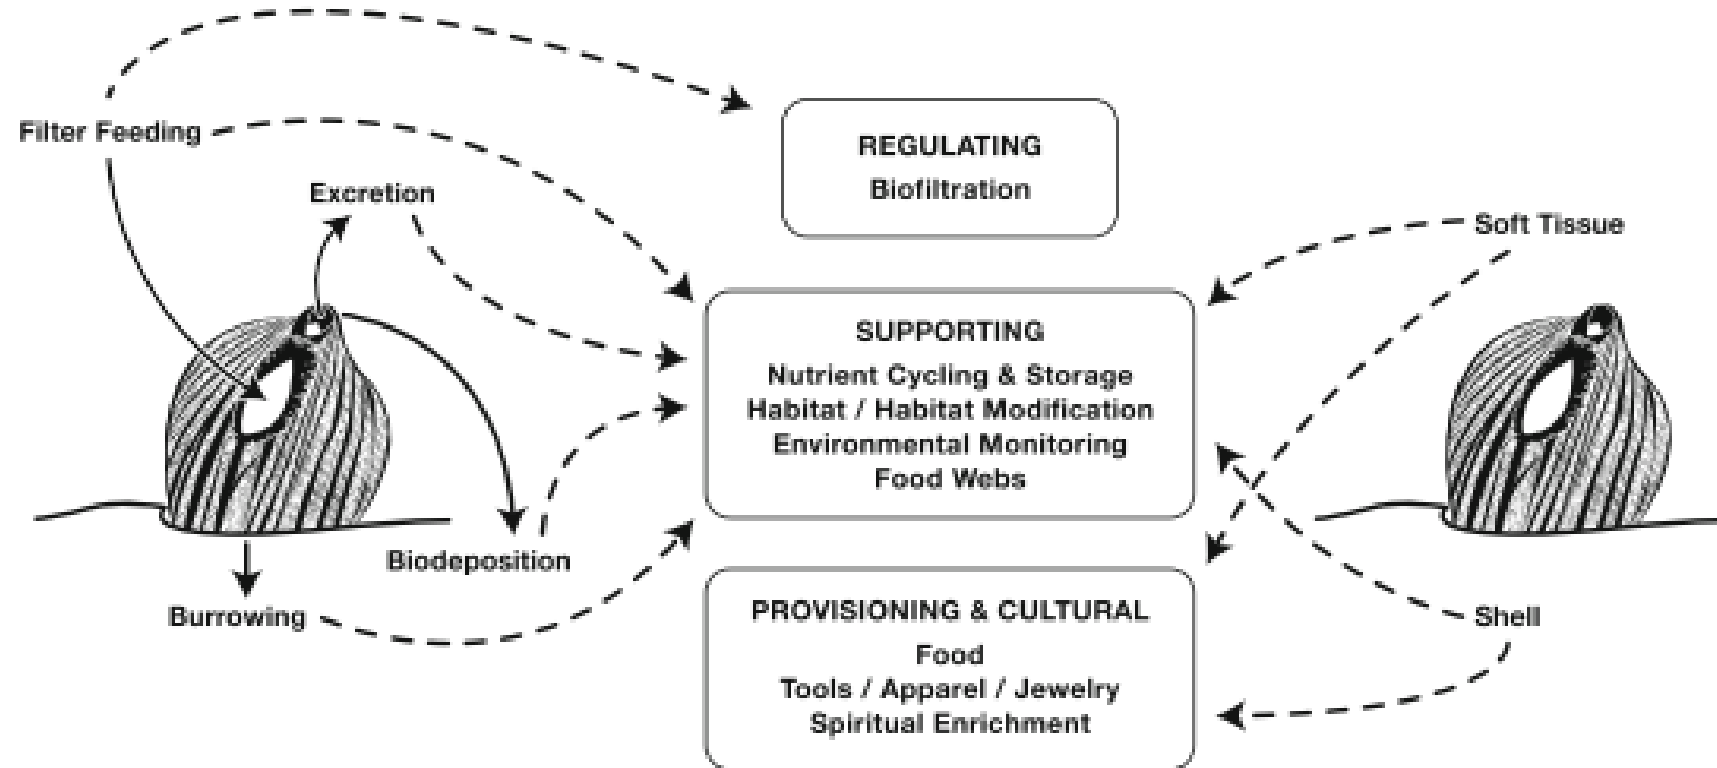 Filter Feeding
Excretion
Biodeposition
Burrowing
REGULATING
Biofiltration
SUPPORTING
Nutrient Cycling & Storage
Habitat / Habitat Modification
Environmental Monitoring
Food Webs
PROVISIONING & CULTURAL
Food
Tools / Apparel / Jewelry
Spiritual Enrichment
Soft Tissue
Shell